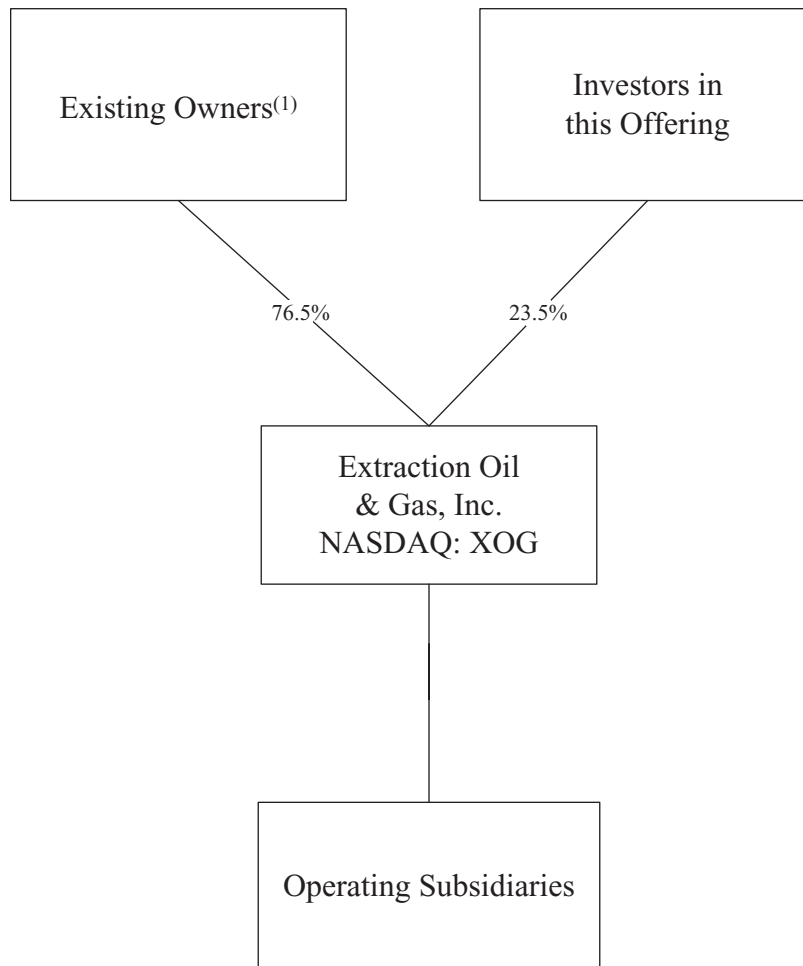 Existing Owners(1)
Investors in
this Offering
76.5%
23.5%
Extraction Oil
& Gas, Inc.
NASDAQ: XOG
Operating Subsidiaries